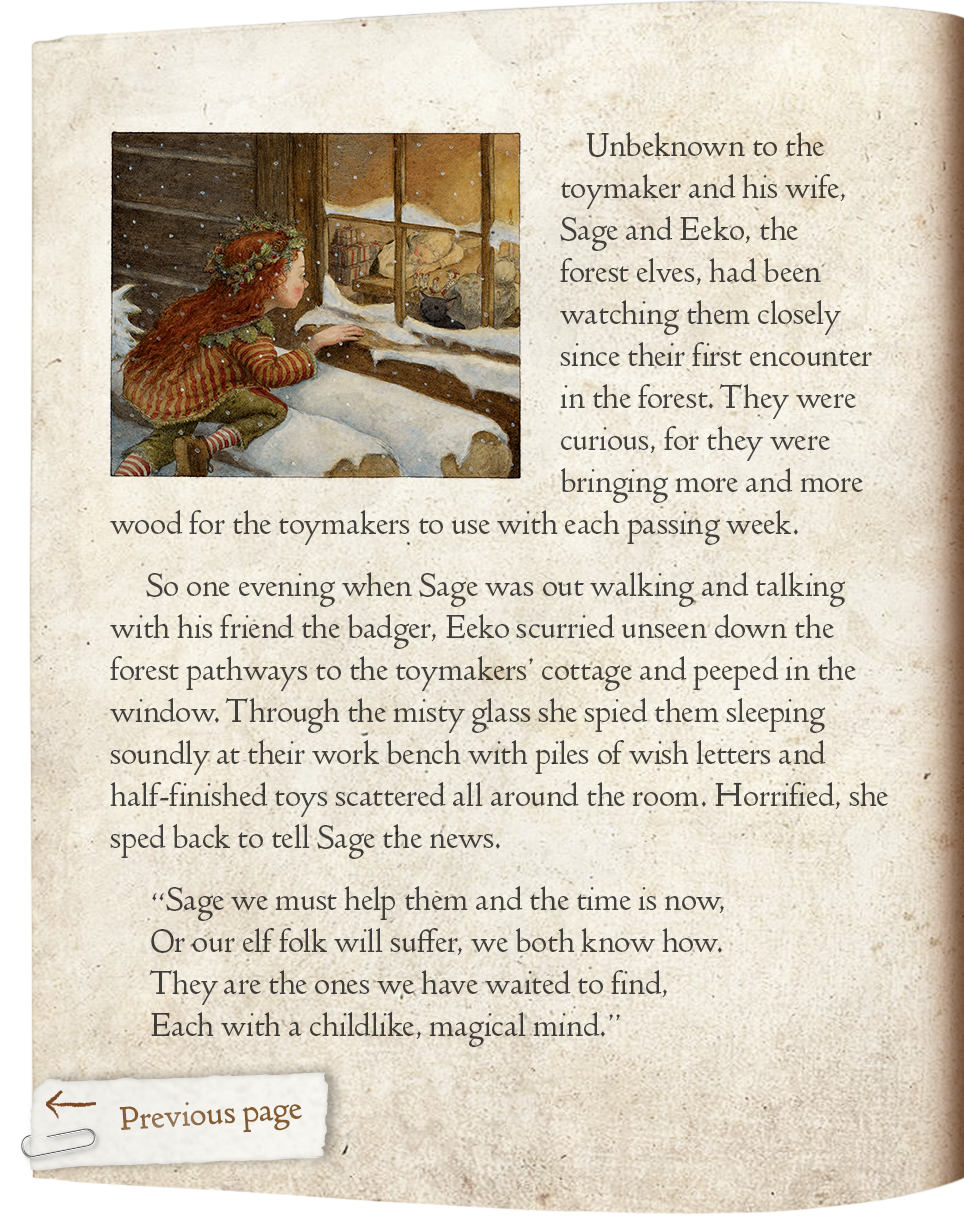 Unbeknown to the
toymaker and his wife,
Sage and Eeko, the
forest elves, had been
watching them closely
since their first encounter
in the forest. They were
curious, for they were
bringing more and more
wood for the toymakers to use with each passing week.
So one evening when Sage was out walking and talking
with his friend the badger, Eeko scurried unseen down the
forest pathways to the toymakers’ cottage and peeped in the
window. Through the misty glass she spied them sleeping
soundly at their work bench with piles of wish letters and
half-finished toys scattered all around the room. Horrified, she
sped back to tell Sage the news.
“Sage we must help them and the time is now,
Or our elf folk will suffer, we both know how.
They are the ones we have waited to find,
Each with a childlike, magical mind.”
Previous page